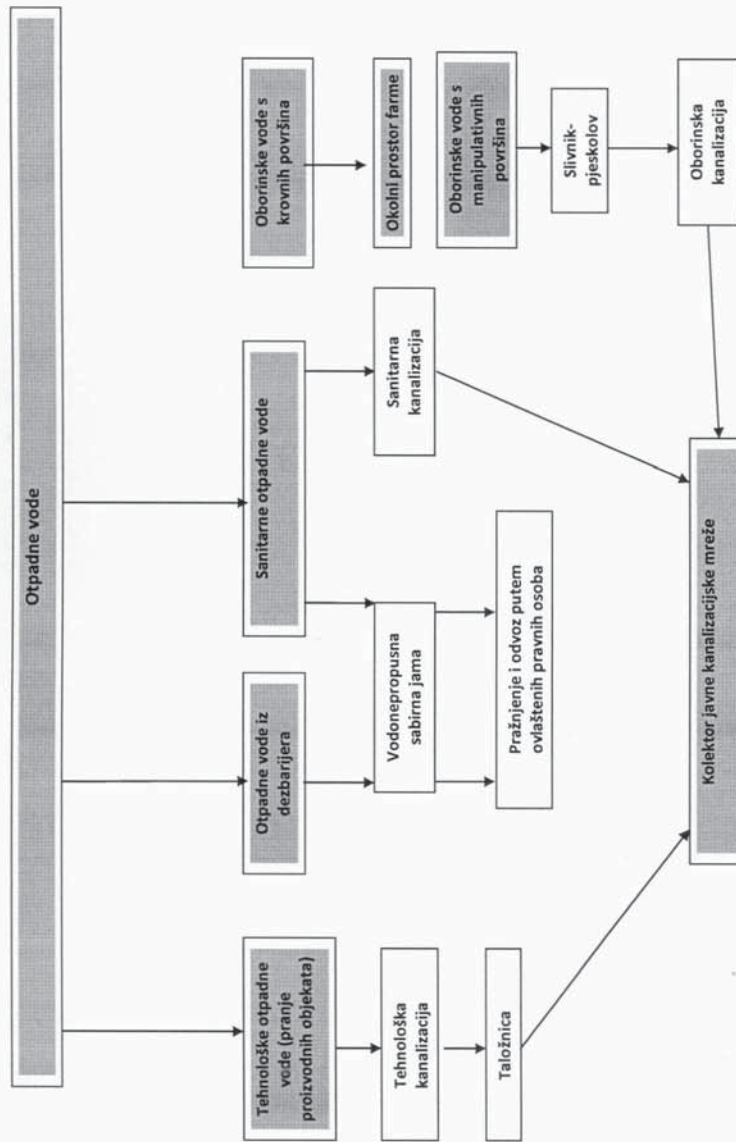 Otpadne vode
Tehnološke otpadne
vode (pranje
proizvodnih objekata)
Otpadne vode iz
dezbarijera
Sanitarne otpadne vode
Oborinske vode s
krovnih površina
Tehnološka
kanalizacija
Vodonepropusna
sabirna jama
Sanitarna
kanalizacija
Okolni prostor farme
Taložnica
Pražnjenje i odvoz putem
ovlaštenih pravnih osoba
Oborinske vode s
manipulativnih
površina
Slivnik-
pjeskolov
Kolektor javne kanalizacijske mreže
Oborinska
kanalizacija